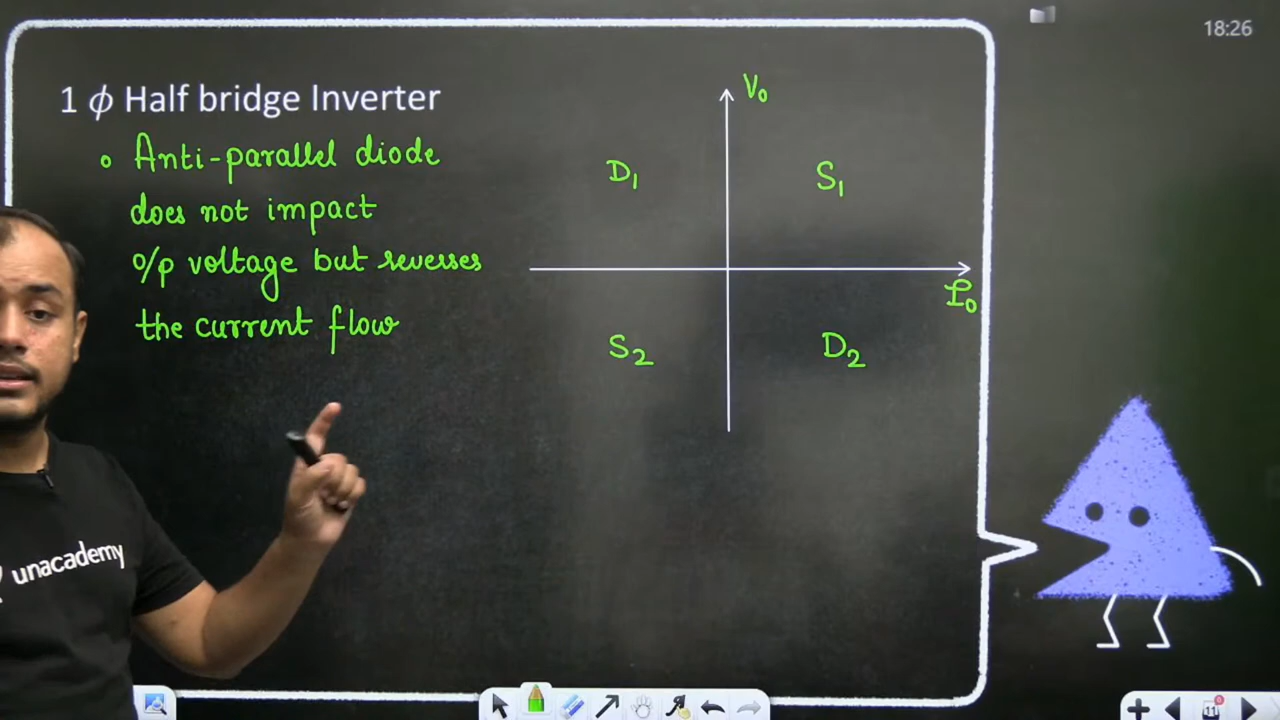 18:26
1 ϕ Half bridge Inverter
o Anti-parallel diode
does not impact
o/p voltage but reverses
the current flow
V₀
D₁
S₁
I₀
S₂
D₂
unacademy
11